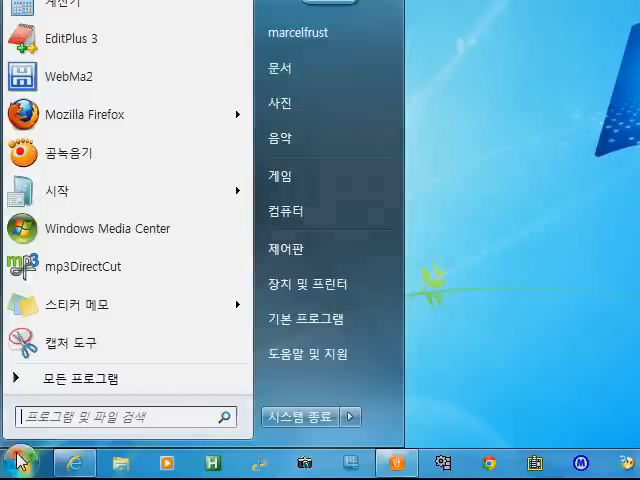 계산기
EditPlus 3
WebMa2
Mozilla Firefox
곰녹음기
시작
Windows Media Center
mp3DirectCut
스티커 메모
캡처 도구
모든 프로그램
프로그램 및 파일 검색
marcelfrust
문서
사진
음악
게임
컴퓨터
제어판
장치 및 프린터
기본 프로그램
도움말 및 지원
시스템 종료